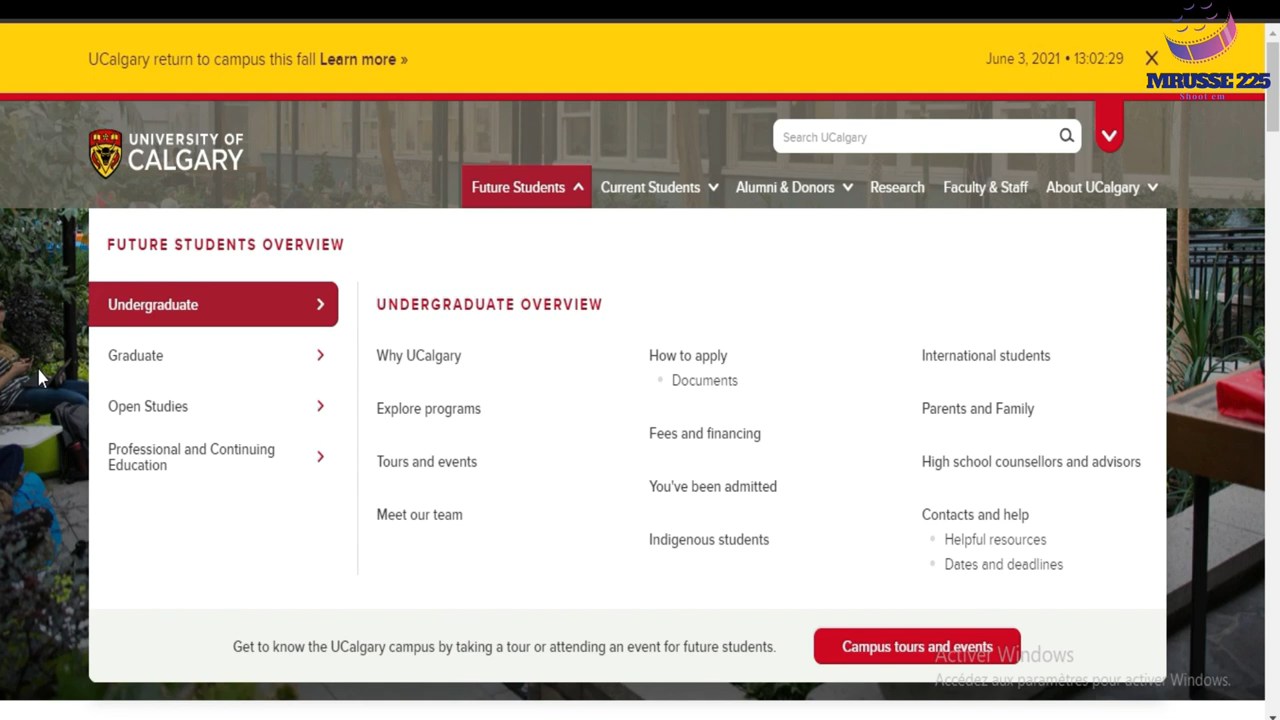 UCalgary return to campus this fall Learn more »
June 3, 2021 • 13:02:29
MRUSSE 225
Shoot em
UNIVERSITY OF
CALGARY
Search UCalgary
Future Students
Current Students
Alumni & Donors
Research
Faculty & Staff
About UCalgary
FUTURE STUDENTS OVERVIEW
Undergraduate
Graduate
Open Studies
Professional and Continuing
Education
UNDERGRADUATE OVERVIEW
Why UCalgary
Explore programs
Tours and events
Meet our team
How to apply
Documents
Fees and financing
You've been admitted
Indigenous students
International students
Parents and Family
High school counsellors and advisors
Contacts and help
Helpful resources
Dates and deadlines
Get to know the UCalgary campus by taking a tour or attending an event for future students.
Campus tours and events
Activer Windows
Accédez aux paramètres pour activer Windows.